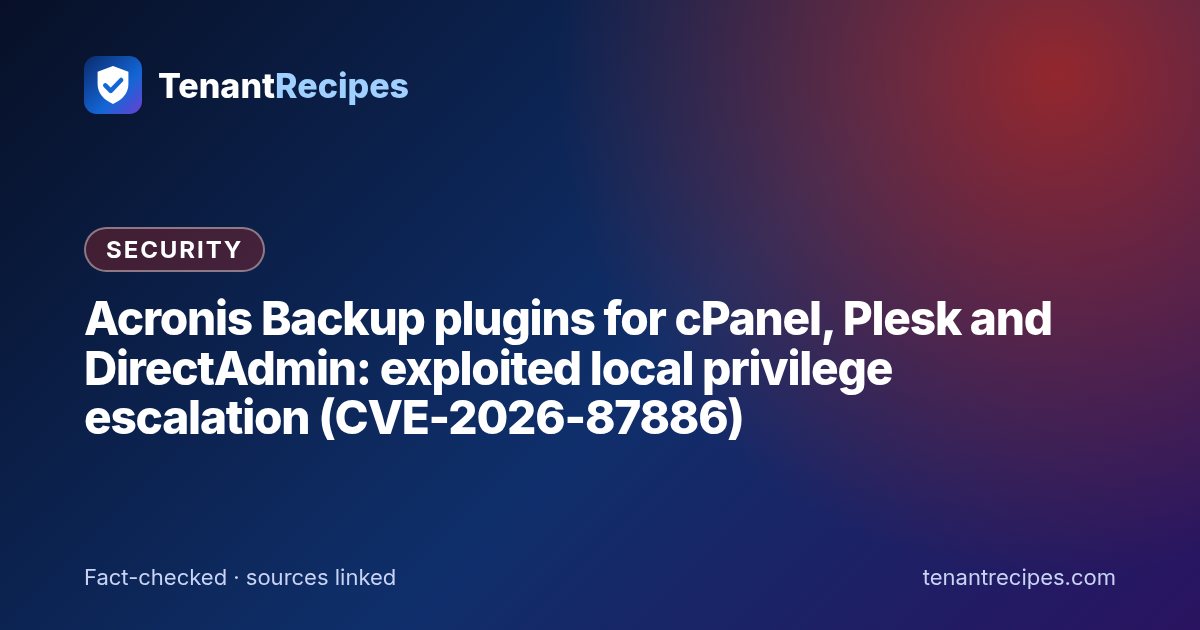 TenantRecipes
SECURITY
Acronis Backup plugins for cPanel, Plesk and
DirectAdmin: exploited local privilege
escalation (CVE-2026-87886)
Fact-checked · sources linked
tenantrecipes.com